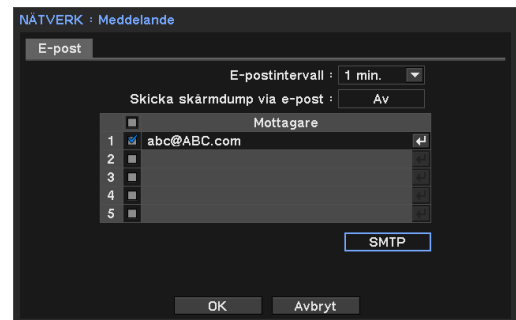 NÄTVERK : Meddelande
E-post
E-postintervall : 1 min.
Skicka skärmdump via e-post : Av
Mottagare
1 abc@ABC.com
2
3
4
5
SMTP
OK Avbryt